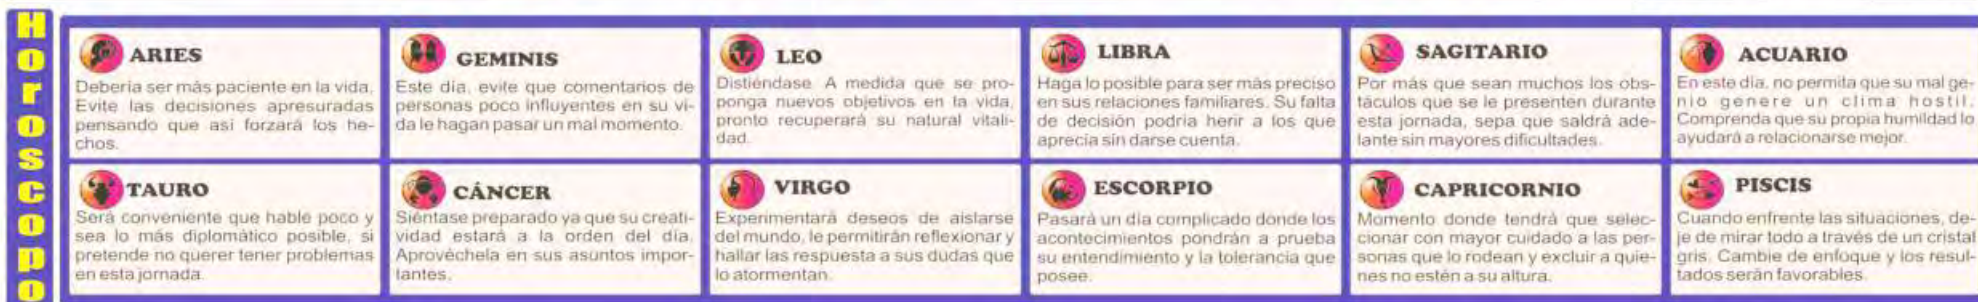 Horoscopo
ARIES
Debería ser más paciente en la vida.
Evite las decisiones apresuradas
pensando que así forzará los he-
chos.
TAURO
Será conveniente que hable poco y
sea lo más diplomático posible, si
pretende no querer tener problemas
en esta jornada.
GEMINIS
Este día, evite que comentarios de
personas poco influyentes en su vi-
da le hagan pasar un mal momento.
CÁNCER
Siéntase preparado ya que su creati-
vidad estará a la orden del día.
Aprovéchela en sus asuntos impor-
tantes.
LEO
Distiéndase. A medida que se pro-
ponga nuevos objetivos en la vida,
pronto recuperará su natural vitali-
dad.
VIRGO
Experimentará deseos de aislarse
del mundo, le permitirán reflexionar y
hallar las respuesta a sus dudas que
lo atormentan.
LIBRA
Haga lo posible para ser más preciso
en sus relaciones familiares. Su falta
de decisión podría herir a los que
aprecia sin darse cuenta.
ESCORPIO
Pasará un día complicado donde los
acontecimientos pondrán a prueba
su entendimiento y la tolerancia que
posee.
SAGITARIO
Por más que sean muchos los obs-
táculos que se le presenten durante
esta jornada, sepa que saldrá ade-
lante sin mayores dificultades.
CAPRICORNIO
Momento donde tendrá que selec-
cionar con mayor cuidado a las per-
sonas que lo rodean y excluir a quie-
nes no estén a su altura.
ACUARIO
En este día, no permita que su mal ge-
nio genere un clima hostil.
Comprenda que su propia humildad lo
ayudará a relacionarse mejor.
PISCIS
Cuando enfrente las situaciones, de-
je de mirar todo a través de un cristal
gris. Cambie de enfoque y los resul-
tados serán favorables.